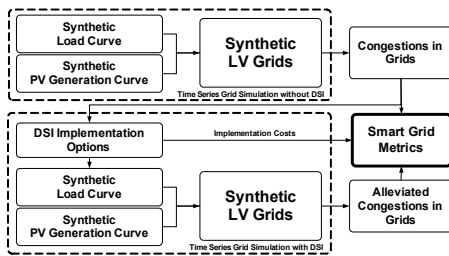 Synthetic
Load Curve
Synthetic
PV Generation Curve
Synthetic
LV Grids
Congestions in
Grids
Time Series Grid Simulation without DSI
DSI Implementation
Options
Implementation Costs
Smart Grid
Metrics
Synthetic
Load Curve
Synthetic
PV Generation Curve
Synthetic
LV Grids
Alleviated
Congestions in
Grids
Time Series Grid Simulation with DSI